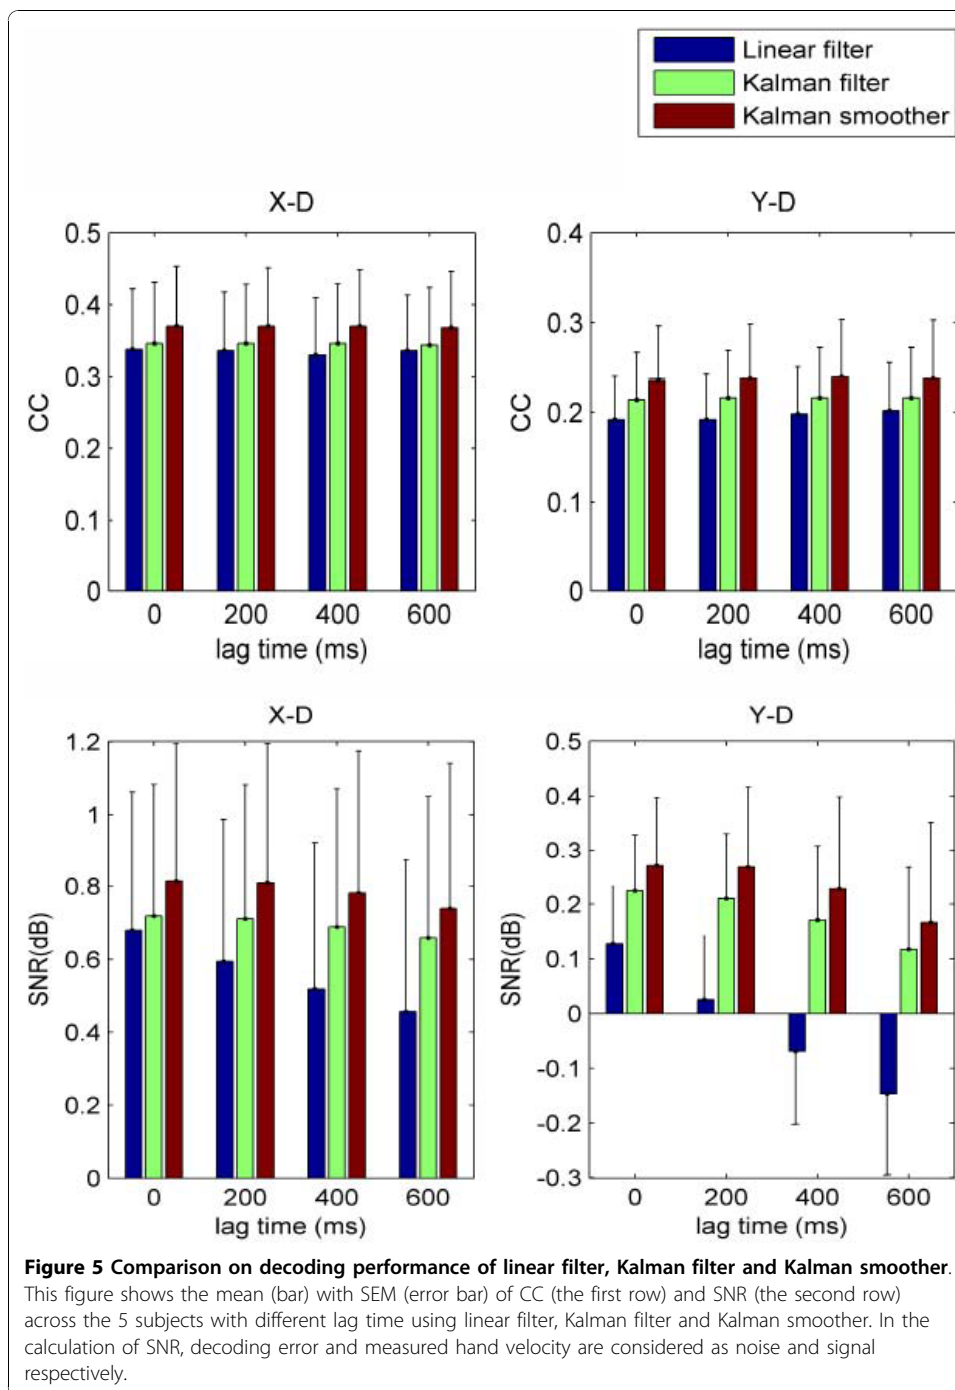 Linear filter
Kalman filter
Kalman smoother
X-D
Y-D
0.5
0.4
0.3
0.2
0.1
0
CC
0 200 400 600
lag time (ms)
0.4
0.3
0.2
0.1
0
CC
0 200 400 600
lag time (ms)
X-D
Y-D
1.2
1
0.8
0.6
0.4
0.2
0
SNR(dB)
0 200 400 600
lag time (ms)
0.5
0.4
0.3
0.2
0.1
0
-0.1
-0.2
-0.3
SNR(dB)
0 200 400 600
lag time (ms)
Figure 5 Comparison on decoding performance of linear filter, Kalman filter and Kalman smoother.
This figure shows the mean (bar) with SEM (error bar) of CC (the first row) and SNR (the second row)
across the 5 subjects with different lag time using linear filter, Kalman filter and Kalman smoother. In the
calculation of SNR, decoding error and measured hand velocity are considered as noise and signal
respectively.